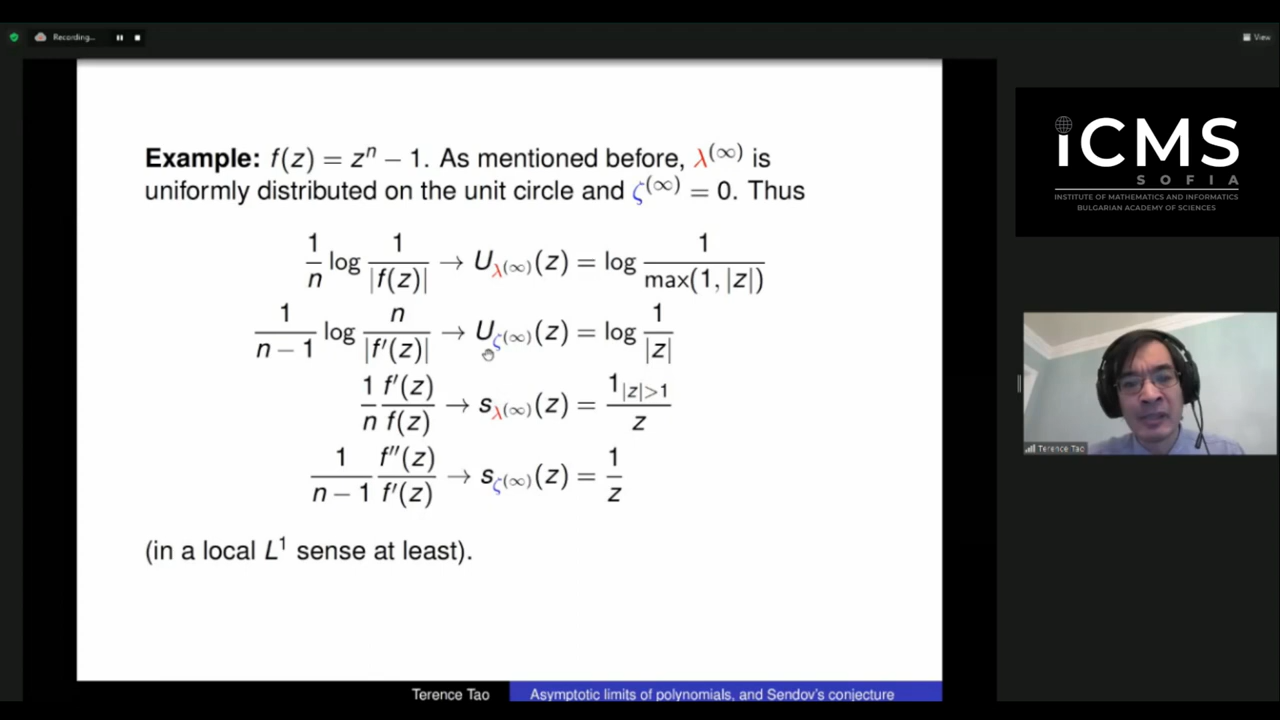 Recording...
View
Example: f(z) = zⁿ − 1. As mentioned before, λ^(∞) is
uniformly distributed on the unit circle and ζ^(∞) = 0. Thus
1/n log 1/|f(z)| → U_λ^(∞)(z) = log 1/max(1, |z|)
1/(n − 1) log n/|f′(z)| → U_ζ^(∞)(z) = log 1/|z|
1/n f′(z)/f(z) → s_λ^(∞)(z) = 1_|z|>1/z
1/(n − 1) f″(z)/f′(z) → s_ζ^(∞)(z) = 1/z
(in a local L¹ sense at least).
Terence Tao
Asymptotic limits of polynomials, and Sendov's conjecture
iCMS
SOFIA
INSTITUTE OF MATHEMATICS AND INFORMATICS
BULGARIAN ACADEMY OF SCIENCES
Terence Tao